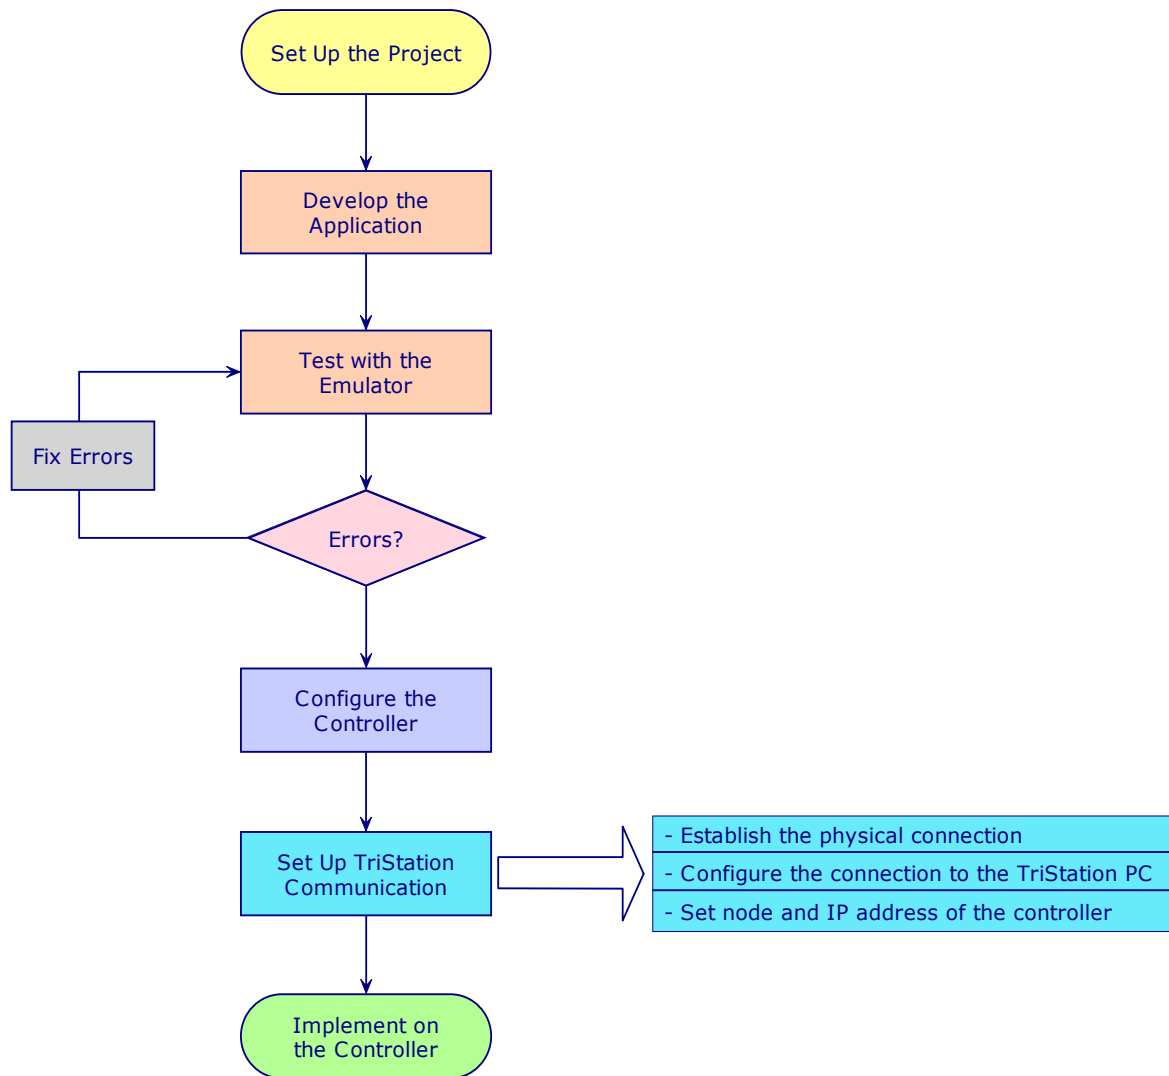 Set Up the Project
Develop the
Application
Test with the
Emulator
Fix Errors
Errors?
Configure the
Controller
Set Up TriStation
Communication
- Establish the physical connection
- Configure the connection to the TriStation PC
- Set node and IP address of the controller
Implement on
the Controller